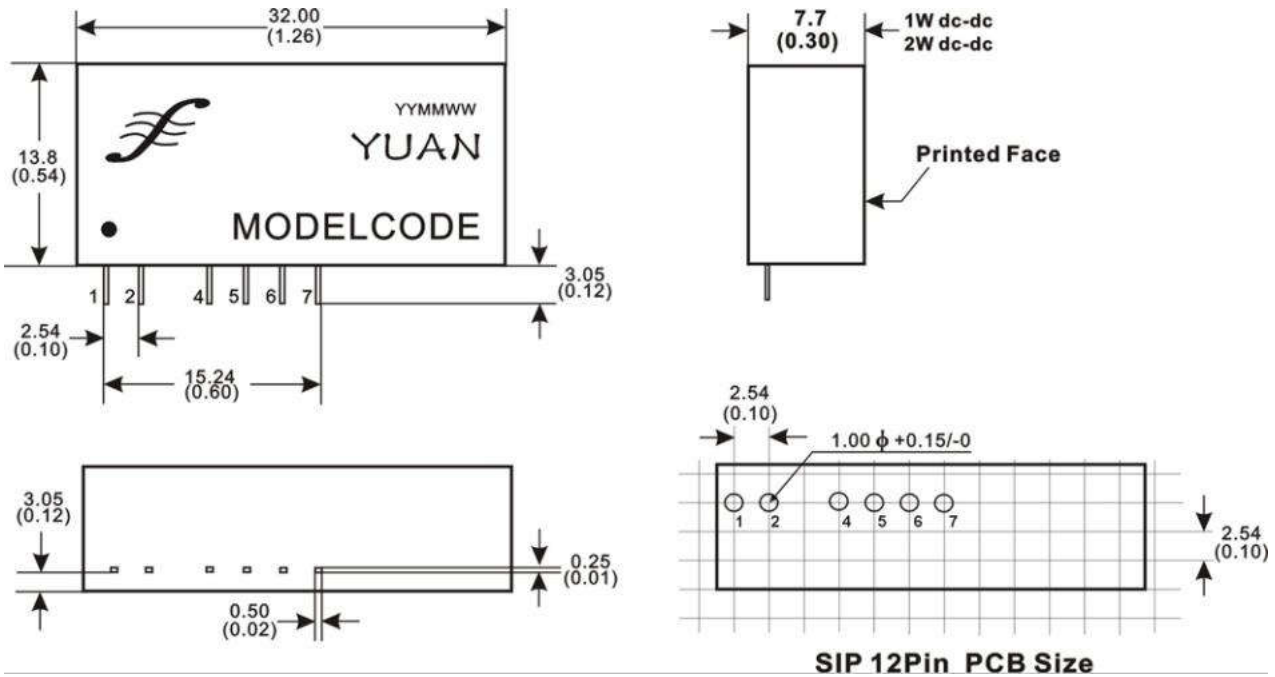 32.00
(1.26)
YYMMWW
YUAN
13.8
(0.54)
MODELCODE
1 2 4 5 6 7
3.05
(0.12)
2.54
(0.10)
15.24
(0.60)
7.7
(0.30)
1W dc-dc
2W dc-dc
Printed Face
3.05
(0.12)
0.25
(0.01)
0.50
(0.02)
2.54
(0.10)
1.00 ϕ +0.15/-0
1 2 4 5 6 7
2.54
(0.10)
SIP 12Pin PCB Size